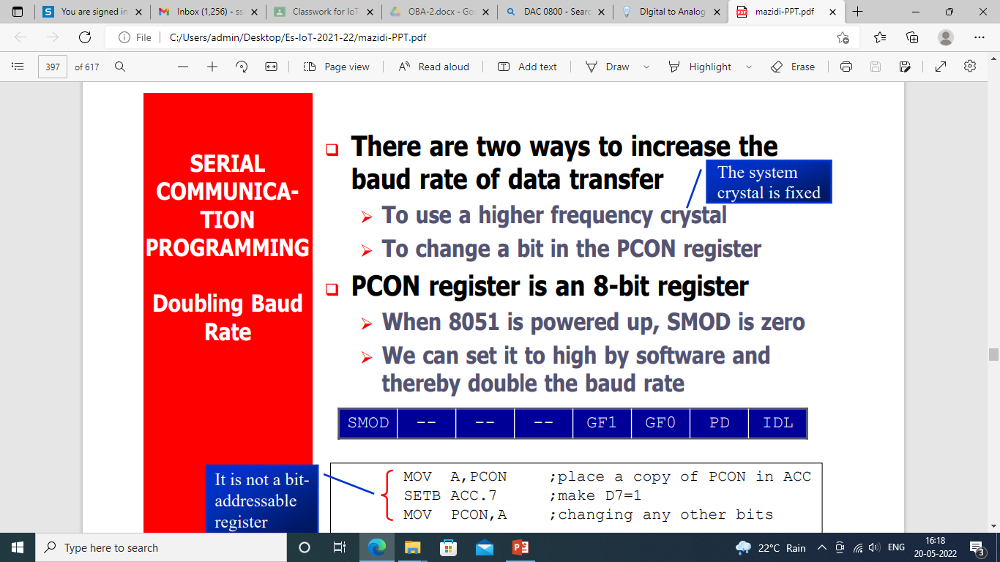 You are signed in
Inbox (1,256) - ss
Classwork for IoT
OBA-2.docx - Goo
DAC 0800 - Searc
DIgital to Analog
mazidi-PPT.pdf
File
C:/Users/admin/Desktop/Es-IoT-2021-22/mazidi-PPT.pdf
397 of 617
Page view
Read aloud
Add text
Draw
Highlight
Erase
SERIAL
COMMUNICA-
TION
PROGRAMMING
Doubling Baud
Rate
❑ There are two ways to increase the
baud rate of data transfer
The system
crystal is fixed
➢ To use a higher frequency crystal
➢ To change a bit in the PCON register
❑ PCON register is an 8-bit register
➢ When 8051 is powered up, SMOD is zero
➢ We can set it to high by software and
thereby double the baud rate
SMOD -- -- -- GF1 GF0 PD IDL
It is not a bit-
addressable
register
MOV A,PCON ;place a copy of PCON in ACC
SETB ACC.7 ;make D7=1
MOV PCON,A ;changing any other bits
Type here to search
22°C Rain
ENG
16:18
20-05-2022
3